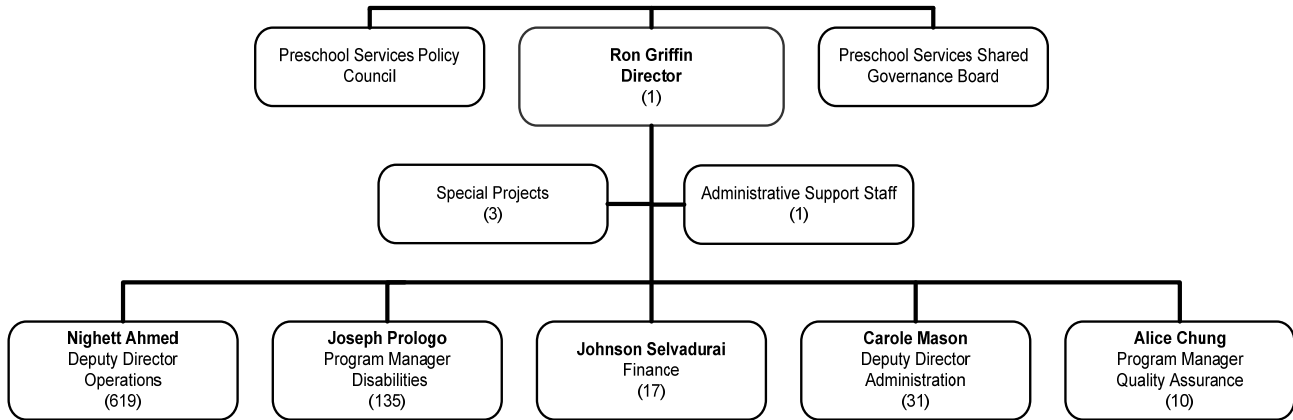 Preschool Services Policy
Council
Ron Griffin
Director
(1)
Preschool Services Shared
Governance Board
Special Projects
(3)
Administrative Support Staff
(1)
Nighett Ahmed
Deputy Director
Operations
(619)
Joseph Prologo
Program Manager
Disabilities
(135)
Johnson Selvadurai
Finance
(17)
Carole Mason
Deputy Director
Administration
(31)
Alice Chung
Program Manager
Quality Assurance
(10)